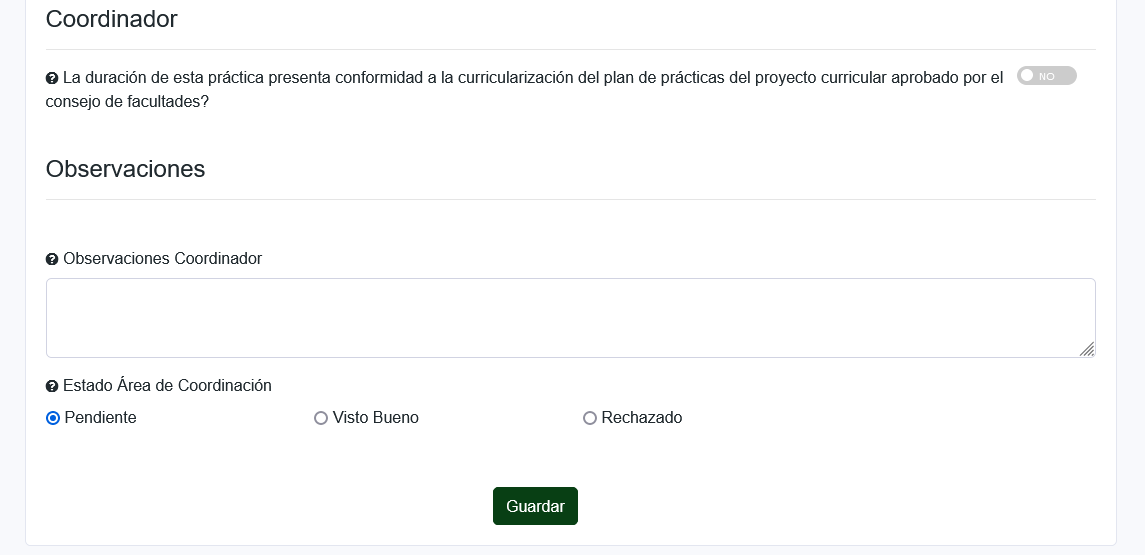 Coordinador
La duración de esta práctica presenta conformidad a la curricularización del plan de prácticas del proyecto curricular aprobado por el
NO
consejo de facultades?
Observaciones
Observaciones Coordinador
Estado Área de Coordinación
Pendiente Visto Bueno Rechazado
Guardar